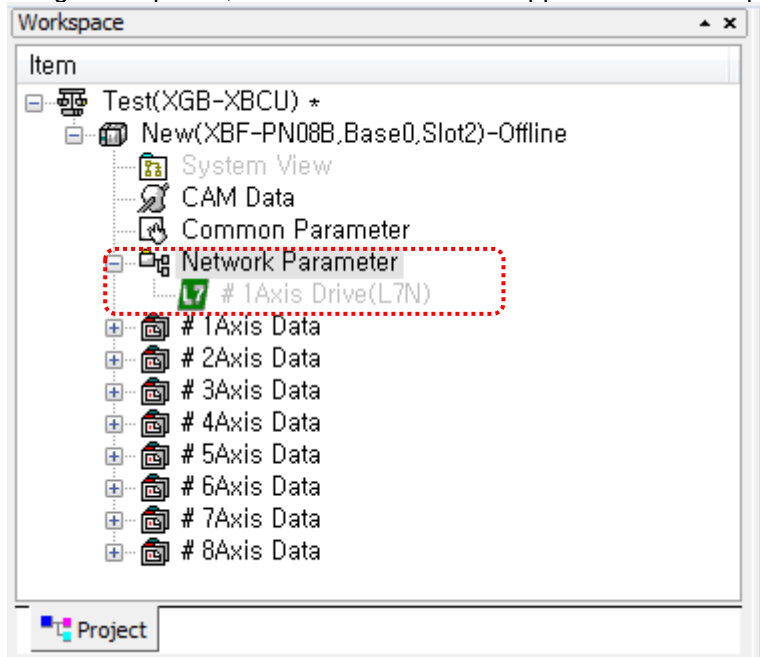 Workspace
Item
Test(XGB-XBCU) *
New(XBF-PN08B,Base0,Slot2)-Offline
System View
CAM Data
Common Parameter
Network Parameter
L7 # 1Axis Drive(L7N)
# 1Axis Data
# 2Axis Data
# 3Axis Data
# 4Axis Data
# 5Axis Data
# 6Axis Data
# 7Axis Data
# 8Axis Data
Project